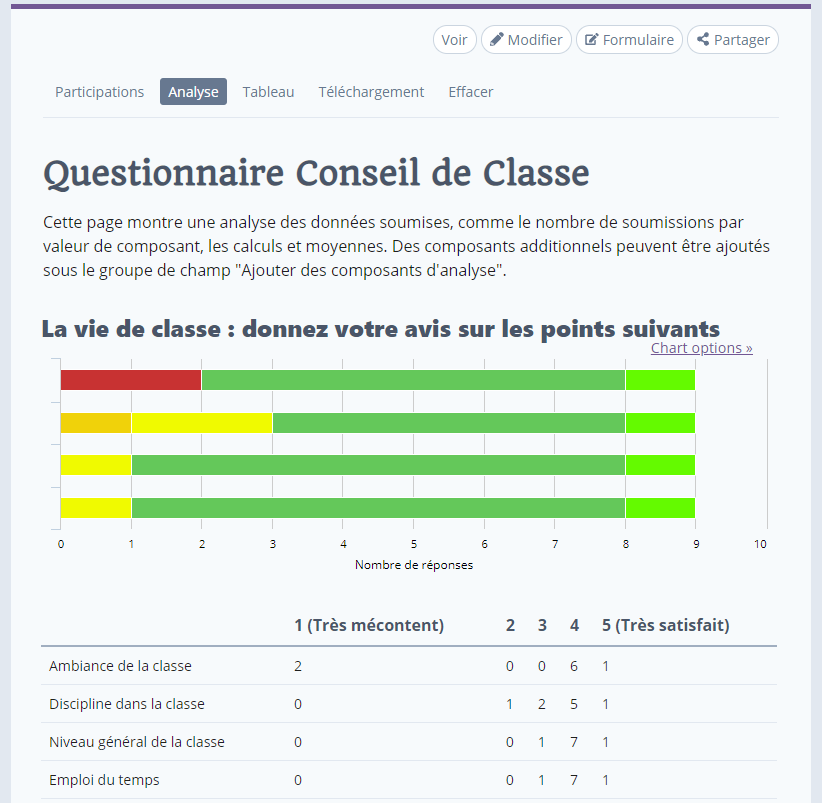 Voir Modifier Formulaire Partager
Participations Analyse Tableau Téléchargement Effacer
Questionnaire Conseil de Classe
Cette page montre une analyse des données soumises, comme le nombre de soumissions par
valeur de composant, les calculs et moyennes. Des composants additionnels peuvent être ajoutés
sous le groupe de champ "Ajouter des composants d'analyse".
La vie de classe : donnez votre avis sur les points suivants
Chart options »
0 1 2 3 4 5 6 7 8 9 10
Nombre de réponses
1 (Très mécontent) 2 3 4 5 (Très satisfait)
Ambiance de la classe 2 0 0 6 1
Discipline dans la classe 0 1 2 5 1
Niveau général de la classe 0 0 1 7 1
Emploi du temps 0 0 1 7 1